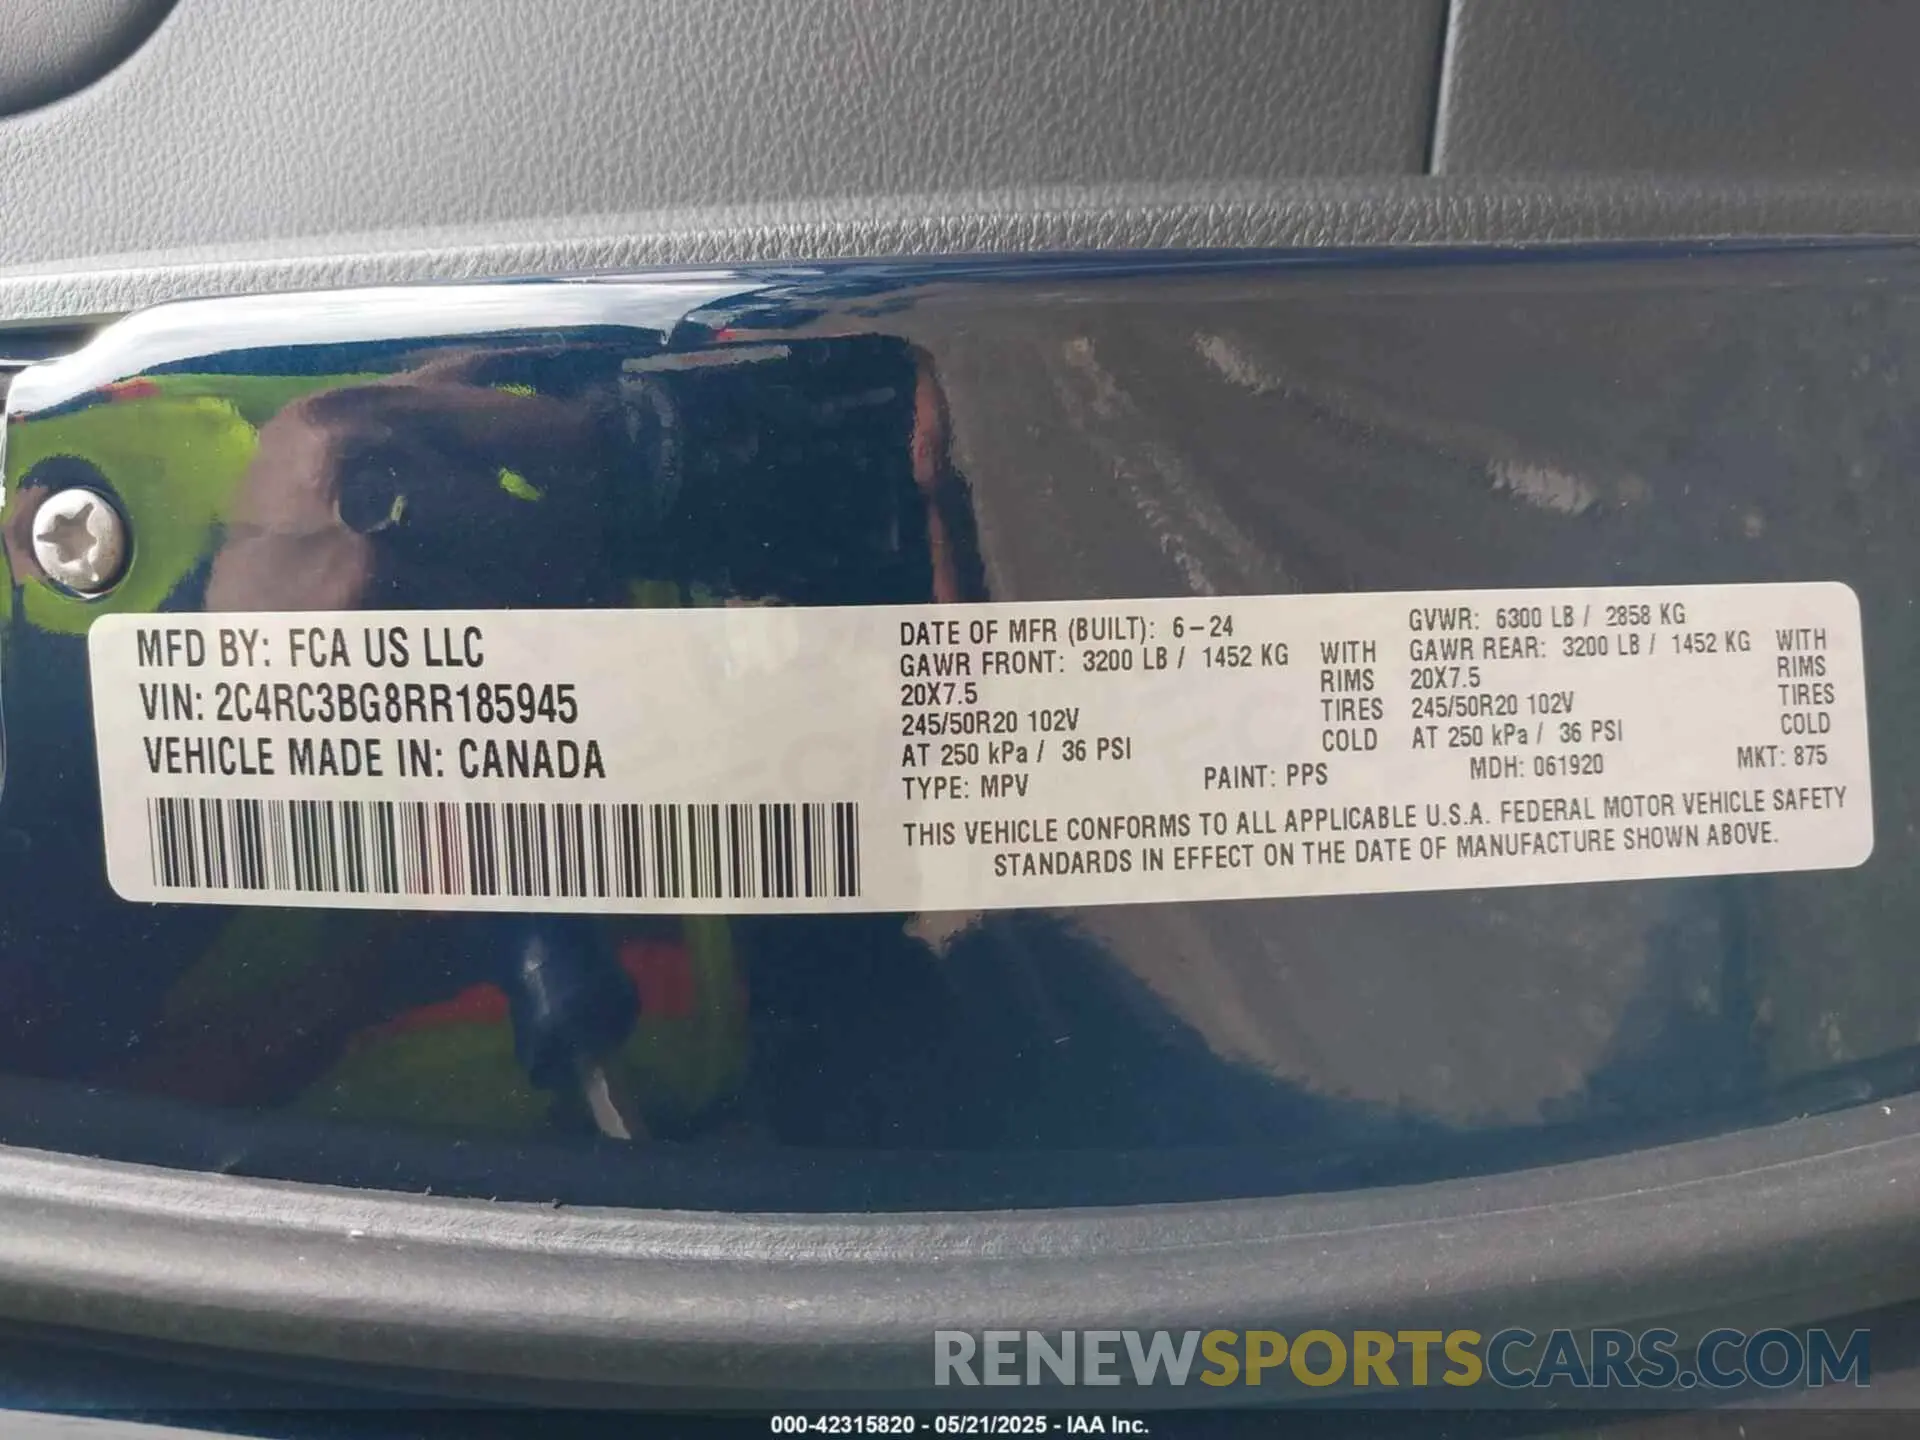 MFD BY: FCA US LLC
VIN: 2C4RC3BG8RR185945
VEHICLE MADE IN: CANADA
DATE OF MFR (BUILT): 6-24
GVWR: 6300 LB / 2858 KG
GAWR FRONT: 3200 LB / 1452 KG WITH
20X7.5 RIMS
245/50R20 102V TIRES
AT 250 kPa / 36 PSI COLD
GAWR REAR: 3200 LB / 1452 KG WITH
20X7.5 RIMS
245/50R20 102V TIRES
AT 250 kPa / 36 PSI COLD
TYPE: MPV PAINT: PPS MDH: 061920 MKT: 875
THIS VEHICLE CONFORMS TO ALL APPLICABLE U.S.A. FEDERAL MOTOR VEHICLE SAFETY
STANDARDS IN EFFECT ON THE DATE OF MANUFACTURE SHOWN ABOVE.
RENEWSPORTSCARS.COM
000-42315820 - 05/21/2025 - IAA Inc.